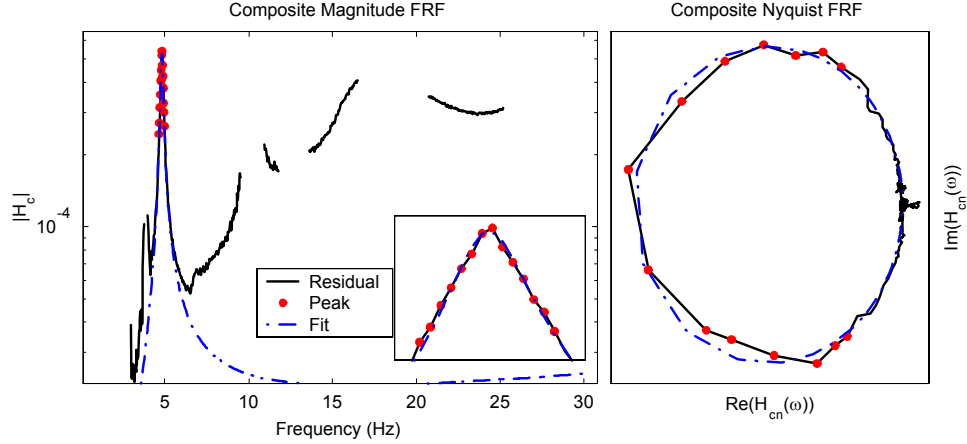 Composite Magnitude FRF
Composite Nyquist FRF
|H_c|
10^-4
Residual
Peak
Fit
5 10 15 20 25 30
Frequency (Hz)
Re(H_cn(ω))
Im(H_cn(ω))